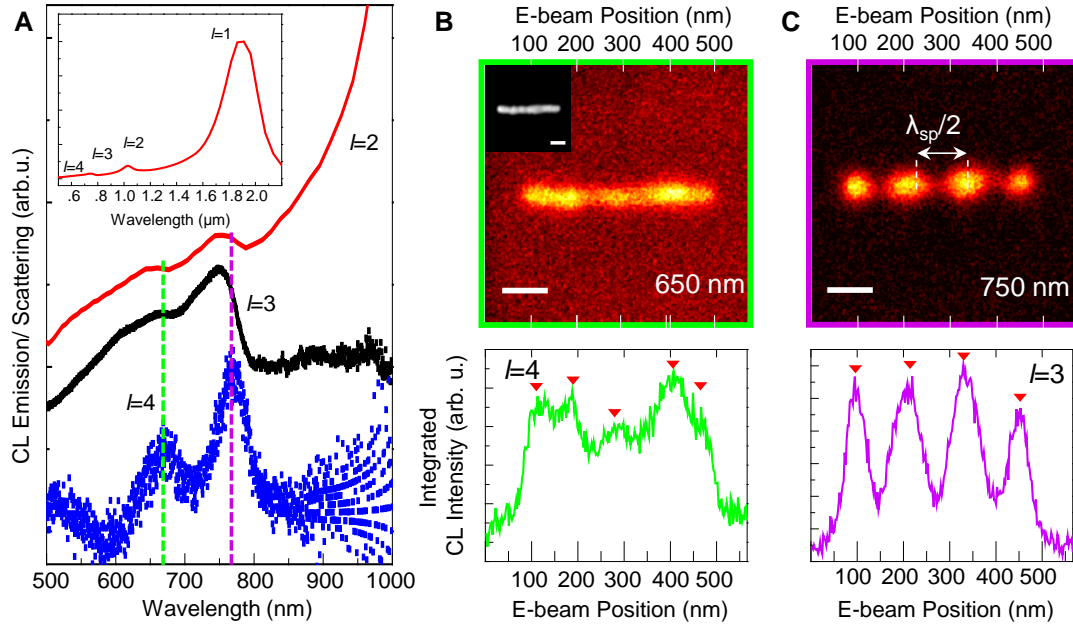 A
CL Emission/ Scattering (arb.u.)
l=1
l=2
l=3
l=4
.6 .8 1.0 1.2 1.4 1.6 1.8 2.0
Wavelength (μm)
l=2
l=3
l=4
500 600 700 800 900 1000
Wavelength (nm)
B
E-beam Position (nm)
100 200 300 400 500
650 nm
l=4
Integrated
CL Intensity (arb. u.)
100 200 300 400 500
E-beam Position (nm)
C
E-beam Position (nm)
100 200 300 400 500
λsp/2
750 nm
l=3
100 200 300 400 500
E-beam Position (nm)